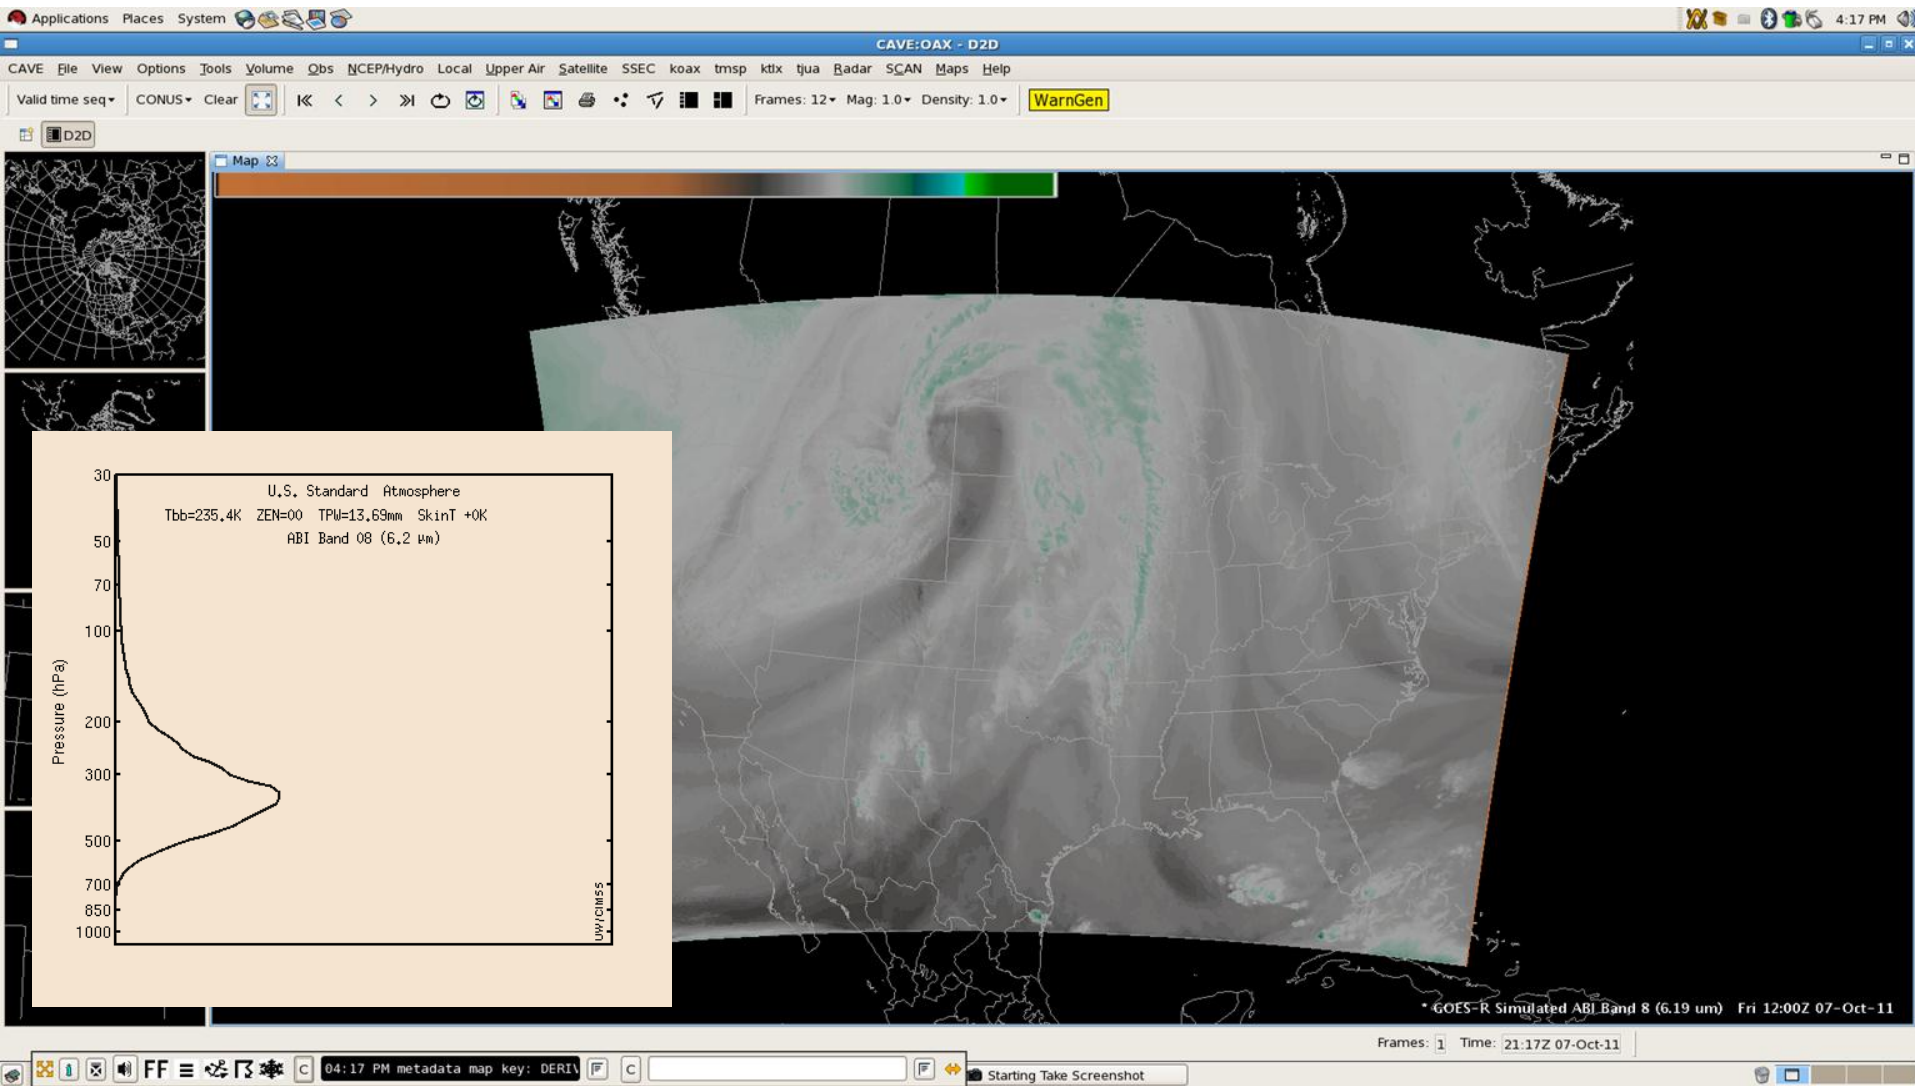 Applications Places System 4:17 PM
CAVE:OAX - D2D
CAVE File View Options Tools Volume Obs NCEP/Hydro Local Upper Air Satellite SSEC koax tmsp ktlx tjua Radar SCAN Maps Help
Valid time seq CONUS Clear Frames: 12 Mag: 1.0 Density: 1.0 WarnGen
D2D
Map
30
U.S. Standard Atmosphere
Tbb=235.4K ZEN=00 TPW=13.69mm SkinT +0K
ABI Band 08 (6.2 μm)
50
70
100
Pressure (hPa)
200
300
500
700
850
1000
UW/CIMSS
* GOES-R Simulated ABI Band 8 (6.19 um) Fri 12:00Z 07-Oct-11
Frames: 1 Time: 21:17Z 07-Oct-11
FF C 04:17 PM metadata map key: DERIV F C F
Starting Take Screenshot